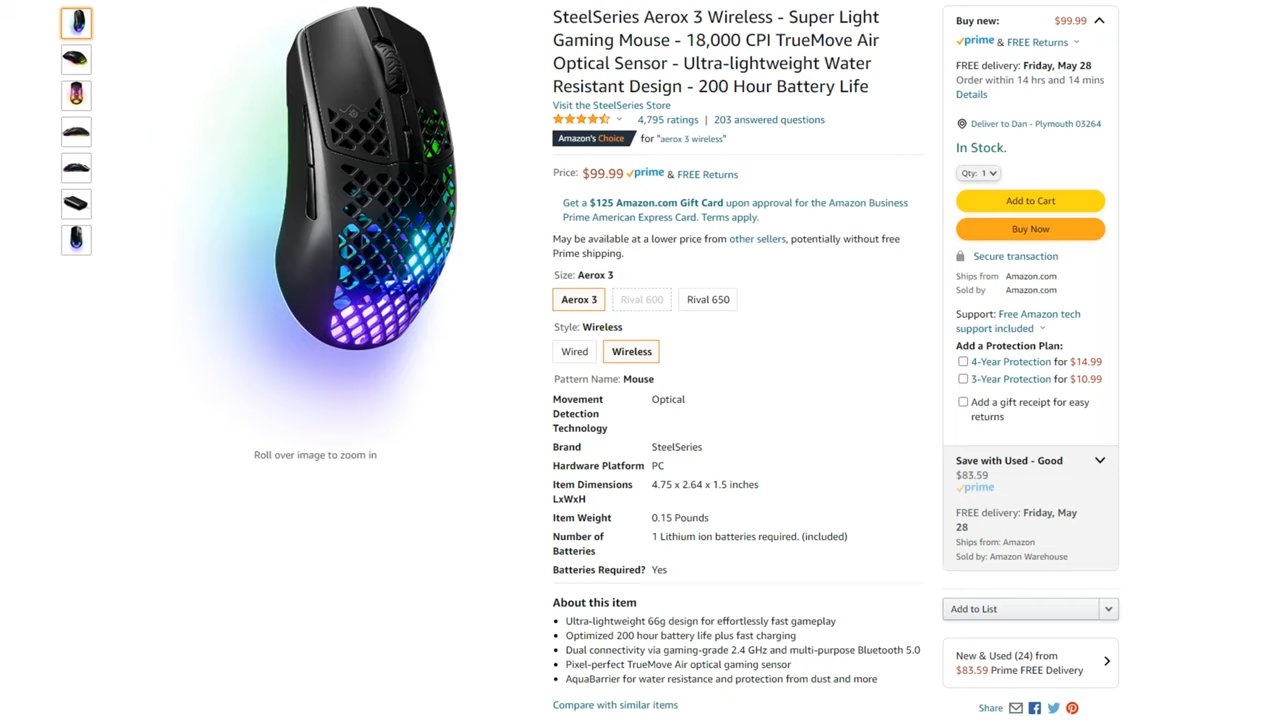 SteelSeries Aerox 3 Wireless - Super Light
Gaming Mouse - 18,000 CPI TrueMove Air
Optical Sensor - Ultra-lightweight Water
Resistant Design - 200 Hour Battery Life
Visit the SteelSeries Store
4,795 ratings | 203 answered questions
Amazon's Choice for "aerox 3 wireless"
Price: $99.99 prime & FREE Returns
Get a $125 Amazon.com Gift Card upon approval for the Amazon Business
Prime American Express Card. Terms apply.
May be available at a lower price from other sellers, potentially without free
Prime shipping.
Size: Aerox 3
Aerox 3 Rival 600 Rival 650
Style: Wireless
Wired Wireless
Pattern Name: Mouse
Movement Detection Technology Optical
Brand SteelSeries
Hardware Platform PC
Item Dimensions LxWxH 4.75 x 2.64 x 1.5 inches
Item Weight 0.15 Pounds
Number of Batteries 1 Lithium ion batteries required. (included)
Batteries Required? Yes
About this item
• Ultra-lightweight 66g design for effortlessly fast gameplay
• Optimized 200 hour battery life plus fast charging
• Dual connectivity via gaming-grade 2.4 GHz and multi-purpose Bluetooth 5.0
• Pixel-perfect TrueMove Air optical gaming sensor
• AquaBarrier for water resistance and protection from dust and more
Compare with similar items
Roll over image to zoom in
Buy new: $99.99
prime & FREE Returns
FREE delivery: Friday, May 28
Order within 14 hrs and 14 mins
Details
Deliver to Dan - Plymouth 03264
In Stock.
Qty: 1
Add to Cart
Buy Now
Secure transaction
Ships from Amazon.com
Sold by Amazon.com
Support: Free Amazon tech
support included
Add a Protection Plan:
4-Year Protection for $14.99
3-Year Protection for $10.99
Add a gift receipt for easy
returns
Save with Used - Good
$83.59
prime
FREE delivery: Friday, May
28
Ships from: Amazon
Sold by: Amazon Warehouse
Add to List
New & Used (24) from
$83.59 Prime FREE Delivery
Share